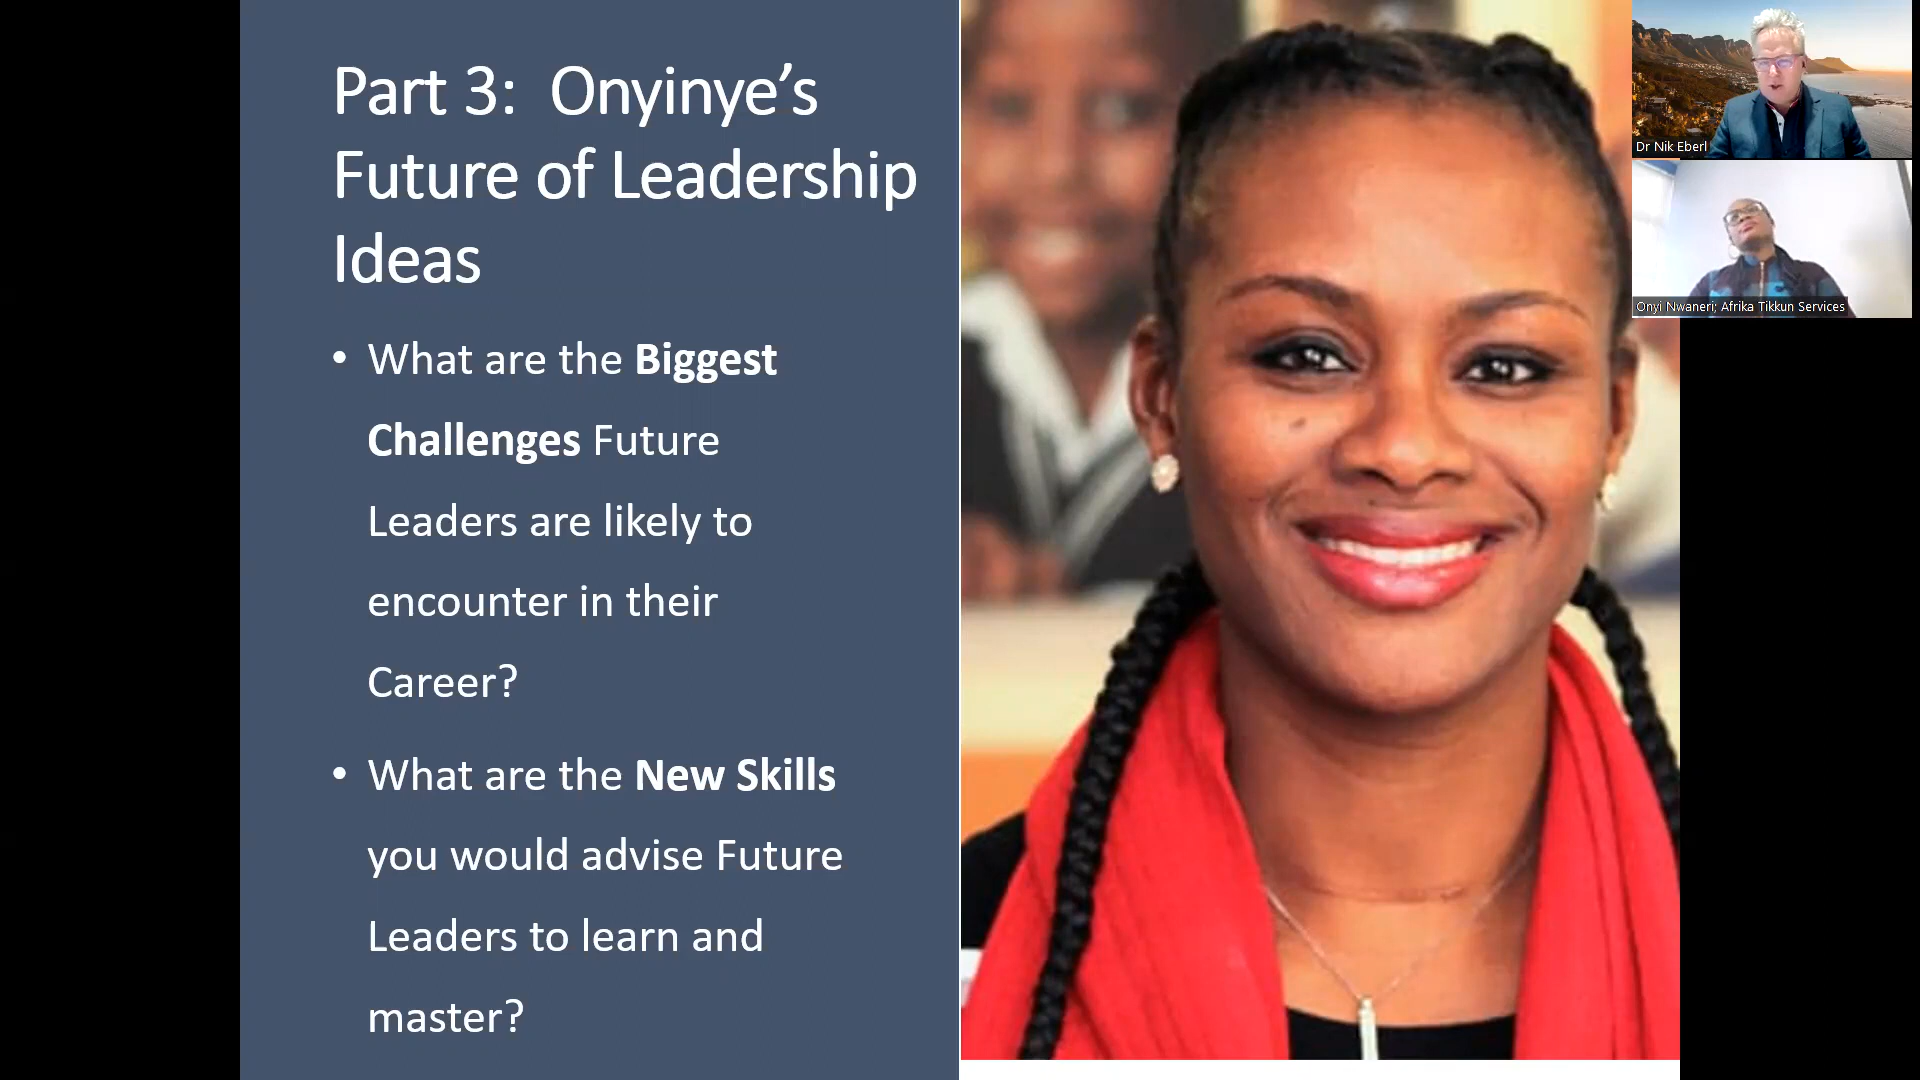 Part 3:  Onyinye’s
Future of Leadership
Ideas
• What are the Biggest
Challenges Future
Leaders are likely to
encounter in their
Career?
• What are the New Skills
you would advise Future
Leaders to learn and
master?
Dr Nik Eberl
Onyi Nwaneri; Afrika Tikkun Services